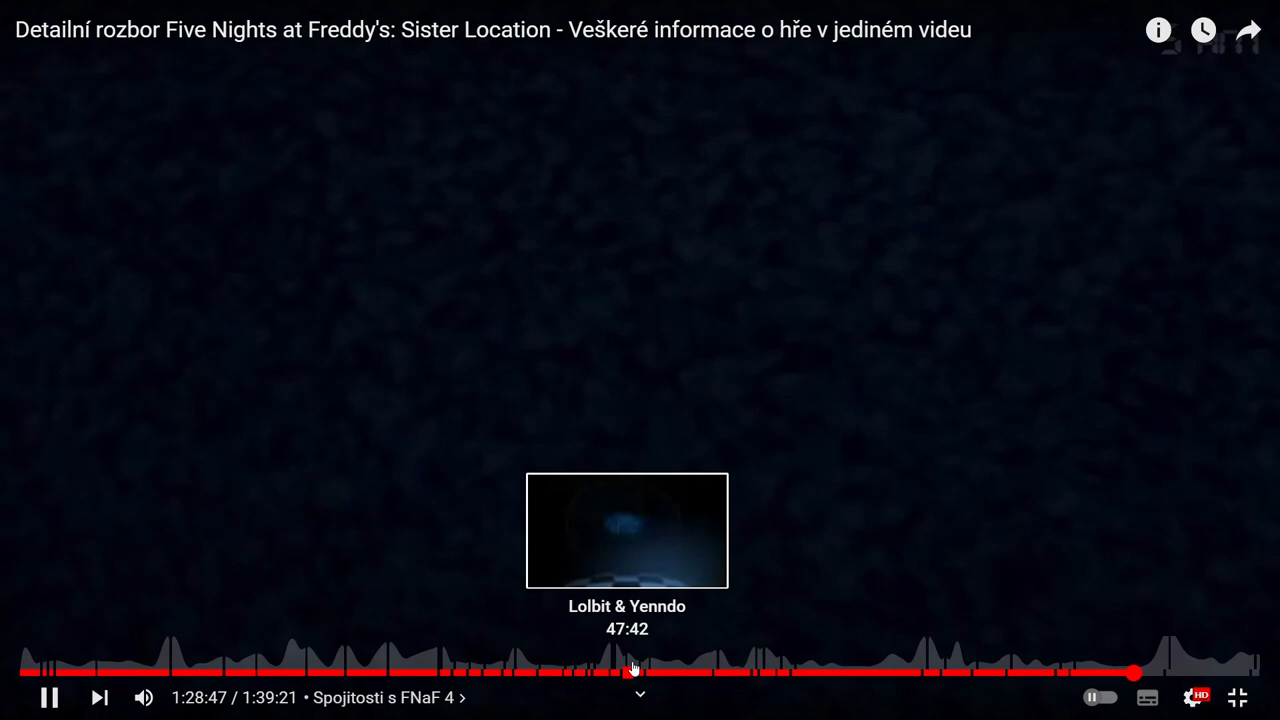 Detailní rozbor Five Nights at Freddy's: Sister Location - Veškeré informace o hře v jediném videu
Lolbit & Yenndo
47:42
1:28:47 / 1:39:21 • Spojitosti s FNaF 4 ›
HD